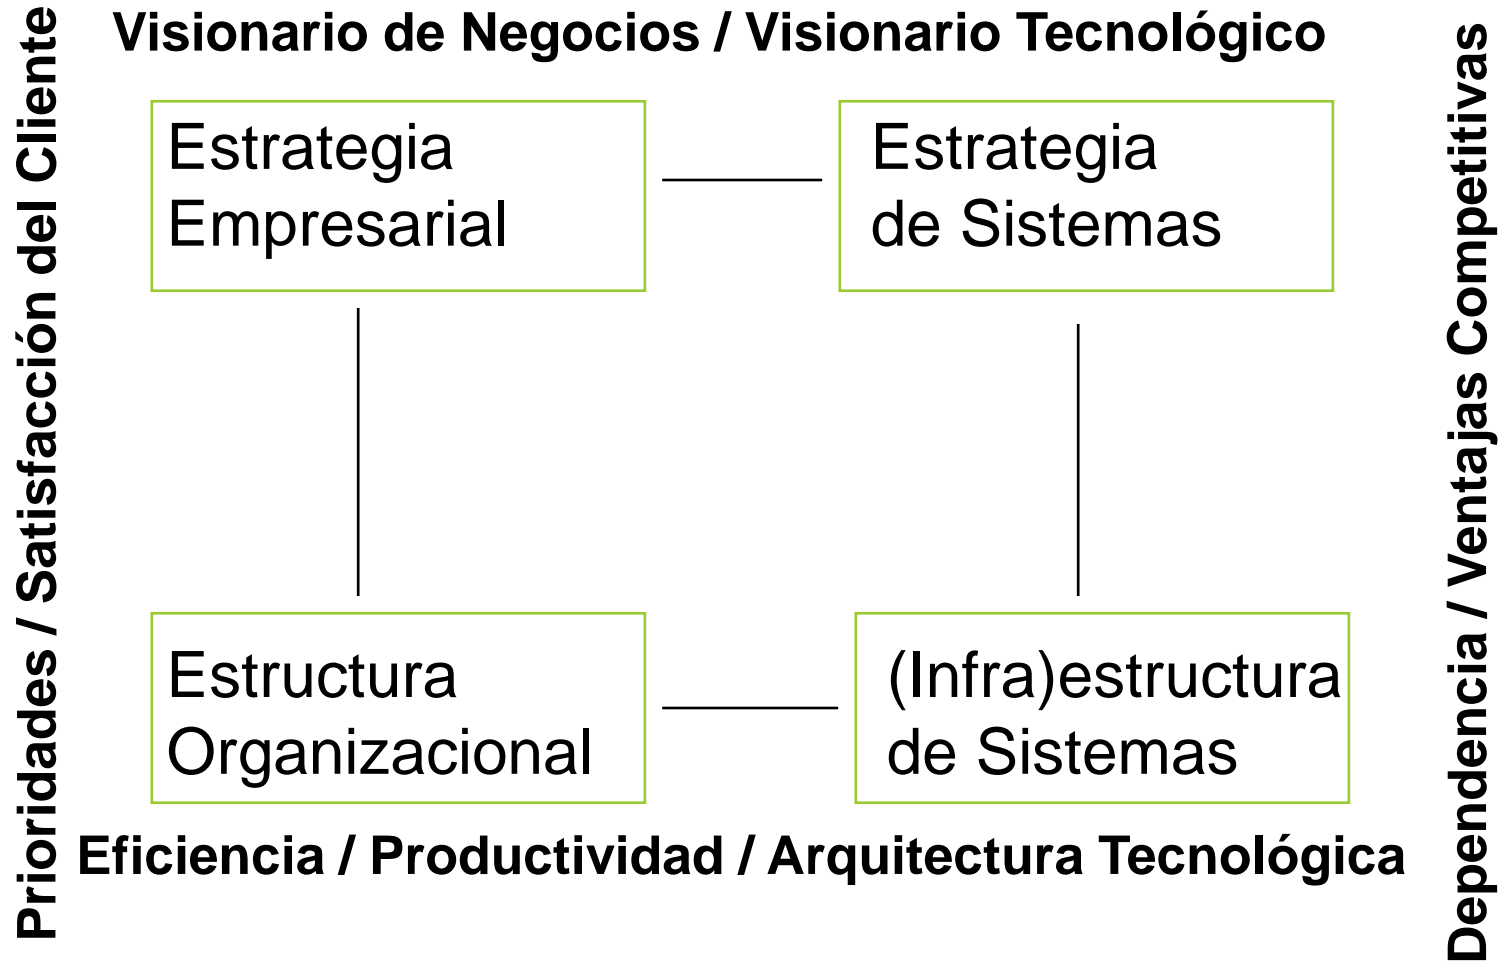 Visionario de Negocios / Visionario Tecnológico
Prioridades / Satisfacción del Cliente
Estrategia
Empresarial
Estrategia
de Sistemas
Dependencia / Ventajas Competitivas
Estructura
Organizacional
(Infra)estructura
de Sistemas
Eficiencia / Productividad / Arquitectura Tecnológica